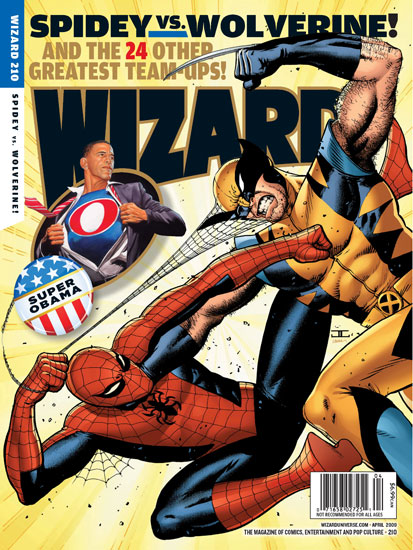 WIZARD 210
SPIDEY vs. WOLVERINE!
SPIDEY VS. WOLVERINE!
AND THE 24 OTHER
GREATEST TEAM-UPS!
WIZARD
O
SUPER
OBAMA
04
NOT RECOMMENDED FOR ALL AGES
WIZARDUNIVERSE.COM - APRIL 2009
THE MAGAZINE OF COMICS, ENTERTAINMENT AND POP CULTURE - 210